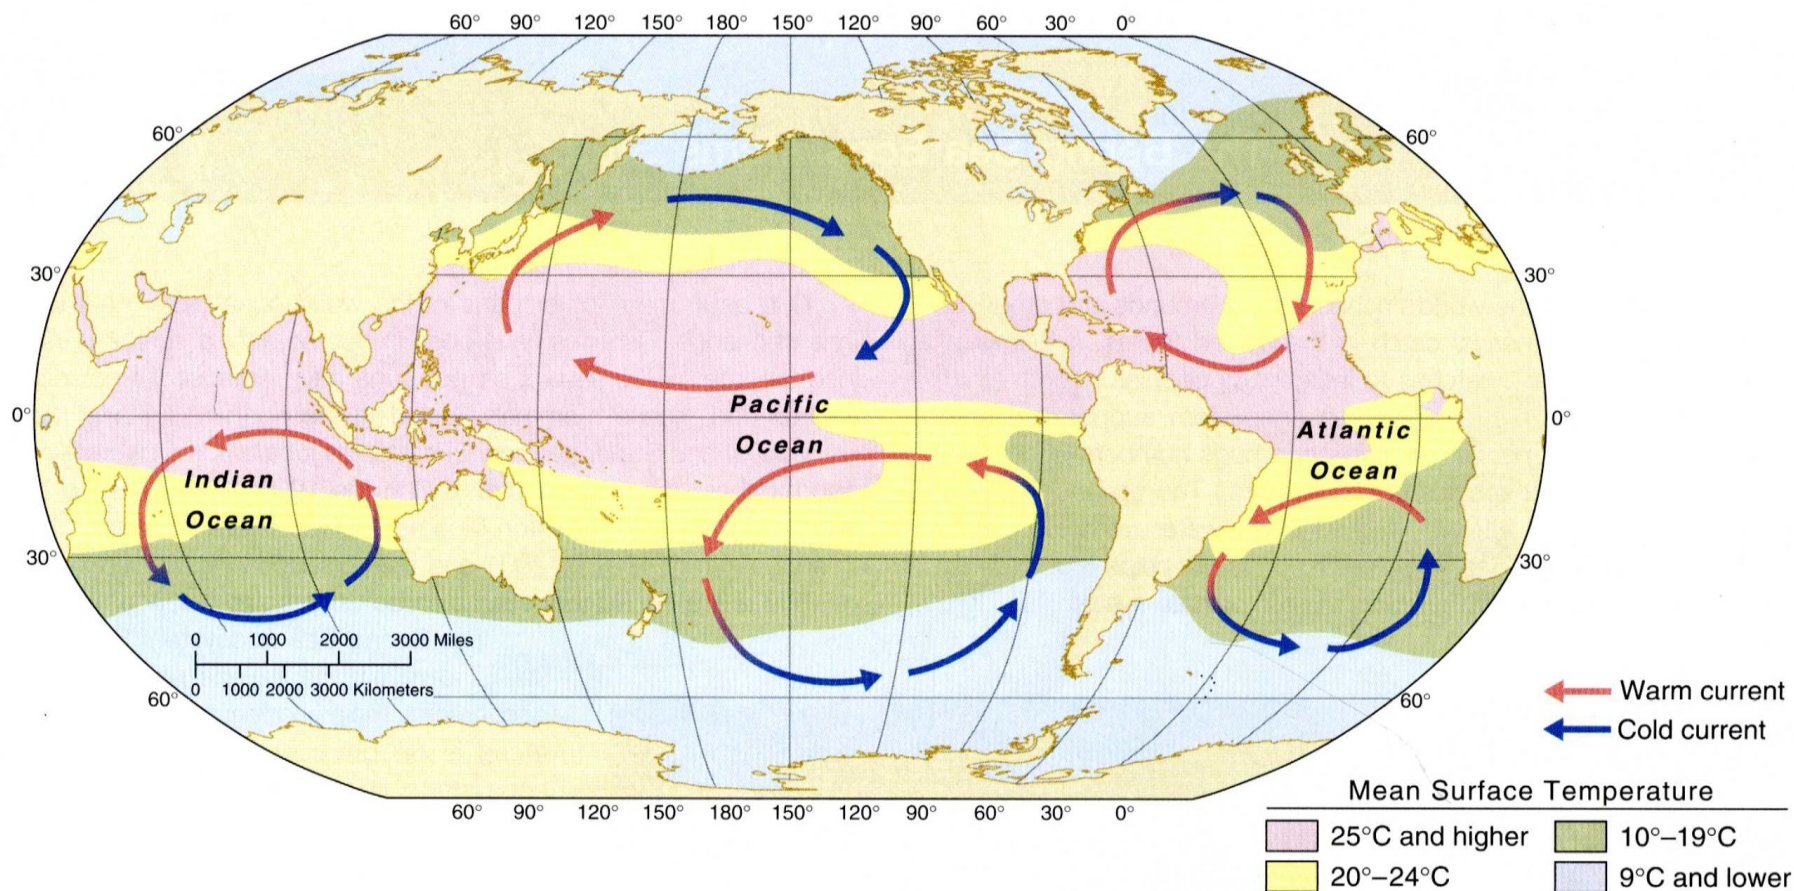 60° 90° 120° 150° 180° 150° 120° 90° 60° 30° 0°
60° 60°
30° 30°
0° 0°
Pacific
Ocean
Atlantic
Ocean
Indian
Ocean
30° 30°
0 1000 2000 3000 Miles
0 1000 2000 3000 Kilometers
60° 60°
60° 90° 120° 150° 180° 150° 120° 90° 60° 30° 0°
Warm current
Cold current
Mean Surface Temperature
25°C and higher 10°–19°C
20°–24°C 9°C and lower